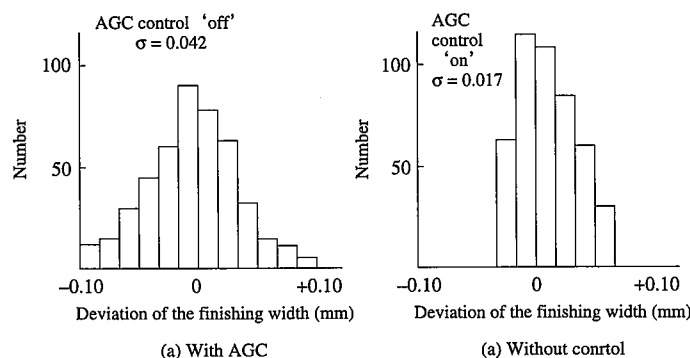 AGC control ‘off’
σ = 0.042
100
50
Number
−0.10
0
+0.10
Deviation of the finishing width (mm)
(a) With AGC
AGC
control
‘on’
σ = 0.017
100
50
Number
−0.10
0
+0.10
Deviation of the finishing width (mm)
(a) Without conrtol